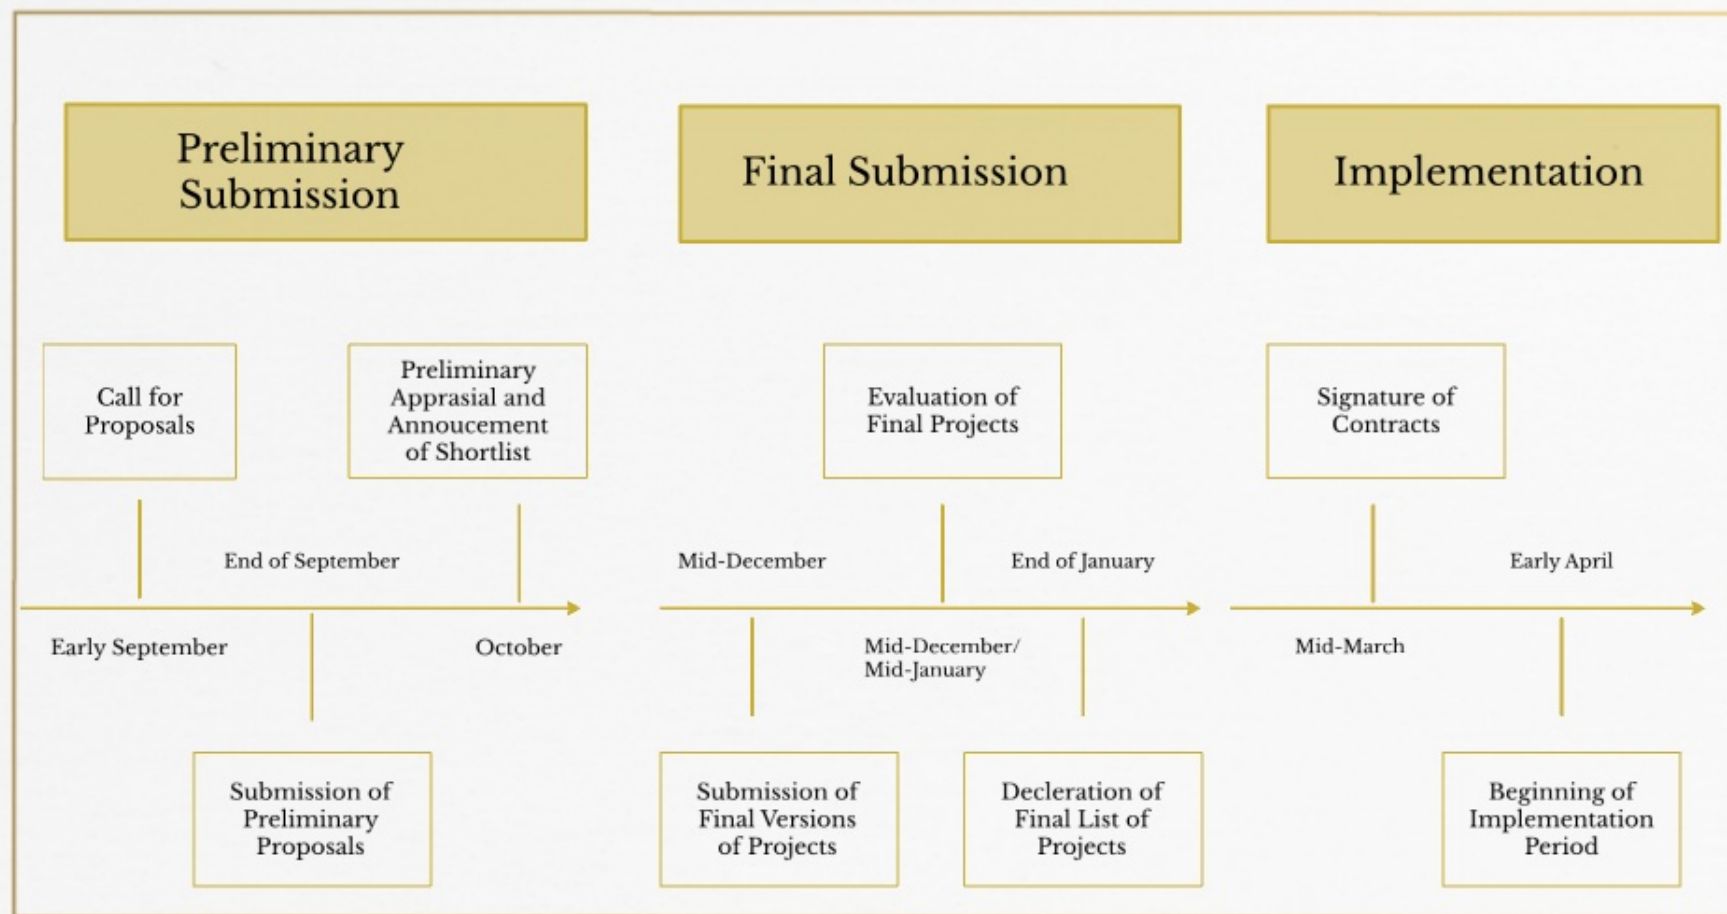 Preliminary
Submission
Final Submission
Implementation
Call for
Proposals
Preliminary
Apprasial and
Annoucement
of Shortlist
Evaluation of
Final Projects
Signature of
Contracts
End of September
Mid-December
End of January
Early April
Early September
October
Mid-December/
Mid-January
Mid-March
Submission of
Preliminary
Proposals
Submission of
Final Versions
of Projects
Decleration of
Final List of
Projects
Beginning of
Implementation
Period